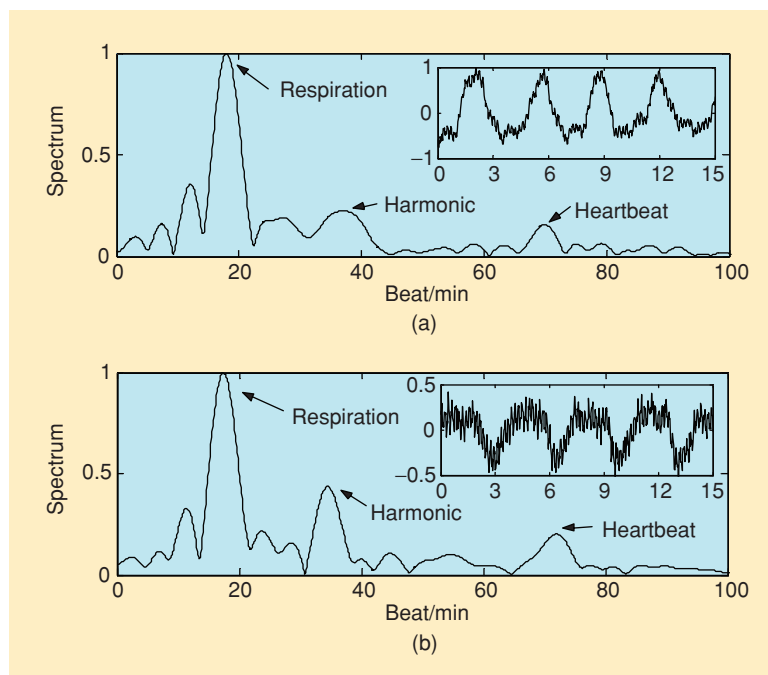 1
0.5
0
Spectrum
Respiration
Harmonic
Heartbeat
1
0
−1
0 3 6 9 12 15
0 20 40 60 80 100
Beat/min
(a)
1
0.5
0
Spectrum
Respiration
Harmonic
Heartbeat
0.5
0
−0.5
0 3 6 9 12 15
0 20 40 60 80 100
Beat/min
(b)